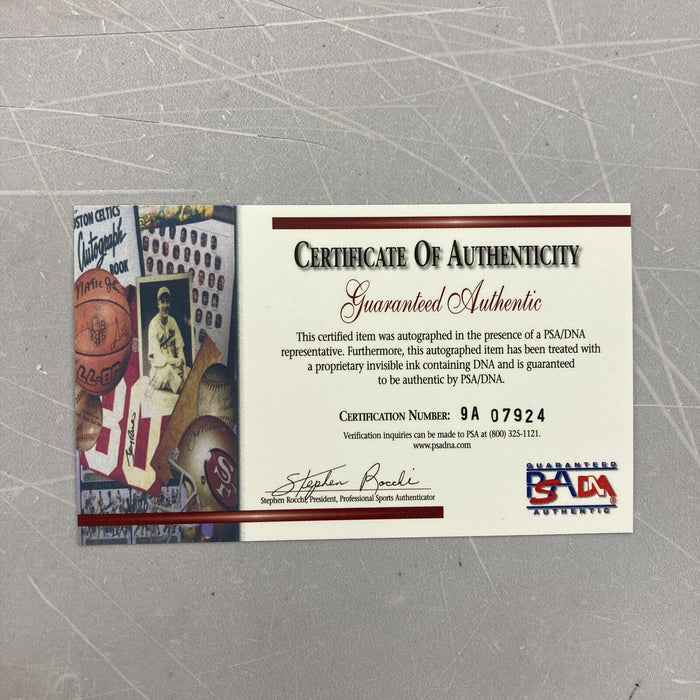 STON CELTICS
Autograph
BOOK
80
CERTIFICATE OF AUTHENTICITY
Guaranteed Authentic
This certified item was autographed in the presence of a PSA/DNA
representative. Furthermore, this autographed item has been treated with
a proprietary invisible ink containing DNA and is guaranteed
to be authentic by PSA/DNA.
CERTIFICATION NUMBER: 9A 07924
Verification inquiries can be made to PSA at (800) 325-1121.
www.psadna.com
Stephen Rocchi
Stephen Rocchi, President, Professional Sports Authenticator
GUARANTEED
PSA DNA®
AUTHENTIC